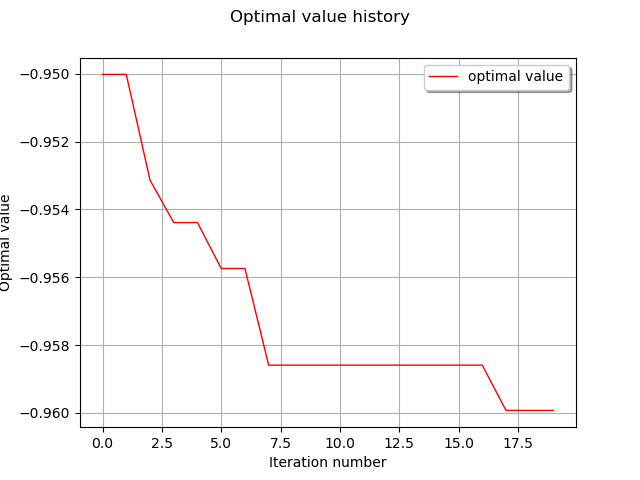 Optimal value history
optimal value
−0.950
−0.952
−0.954
−0.956
−0.958
−0.960
Optimal value
0.0 2.5 5.0 7.5 10.0 12.5 15.0 17.5
Iteration number